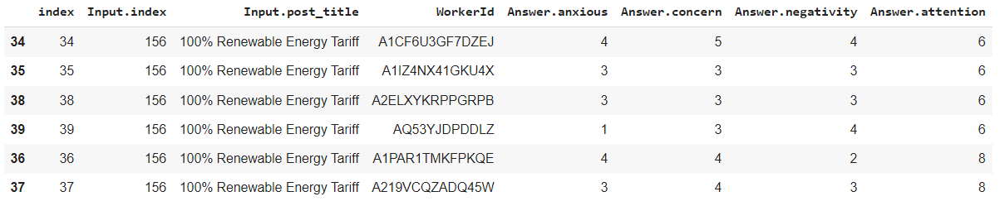 index Input.index Input.post_title WorkerId Answer.anxious Answer.concern Answer.negativity Answer.attention
34 34 156 100% Renewable Energy Tariff A1CF6U3GF7DZEJ 4 5 4 6
35 35 156 100% Renewable Energy Tariff A1IZ4NX41GKU4X 3 3 3 6
38 38 156 100% Renewable Energy Tariff A2ELXYKRPPGRPB 3 3 3 6
39 39 156 100% Renewable Energy Tariff AQ53YJDPDDLZ 1 3 4 6
36 36 156 100% Renewable Energy Tariff A1PAR1TMKFPKQE 4 4 2 8
37 37 156 100% Renewable Energy Tariff A219VCQZADQ45W 3 4 3 8